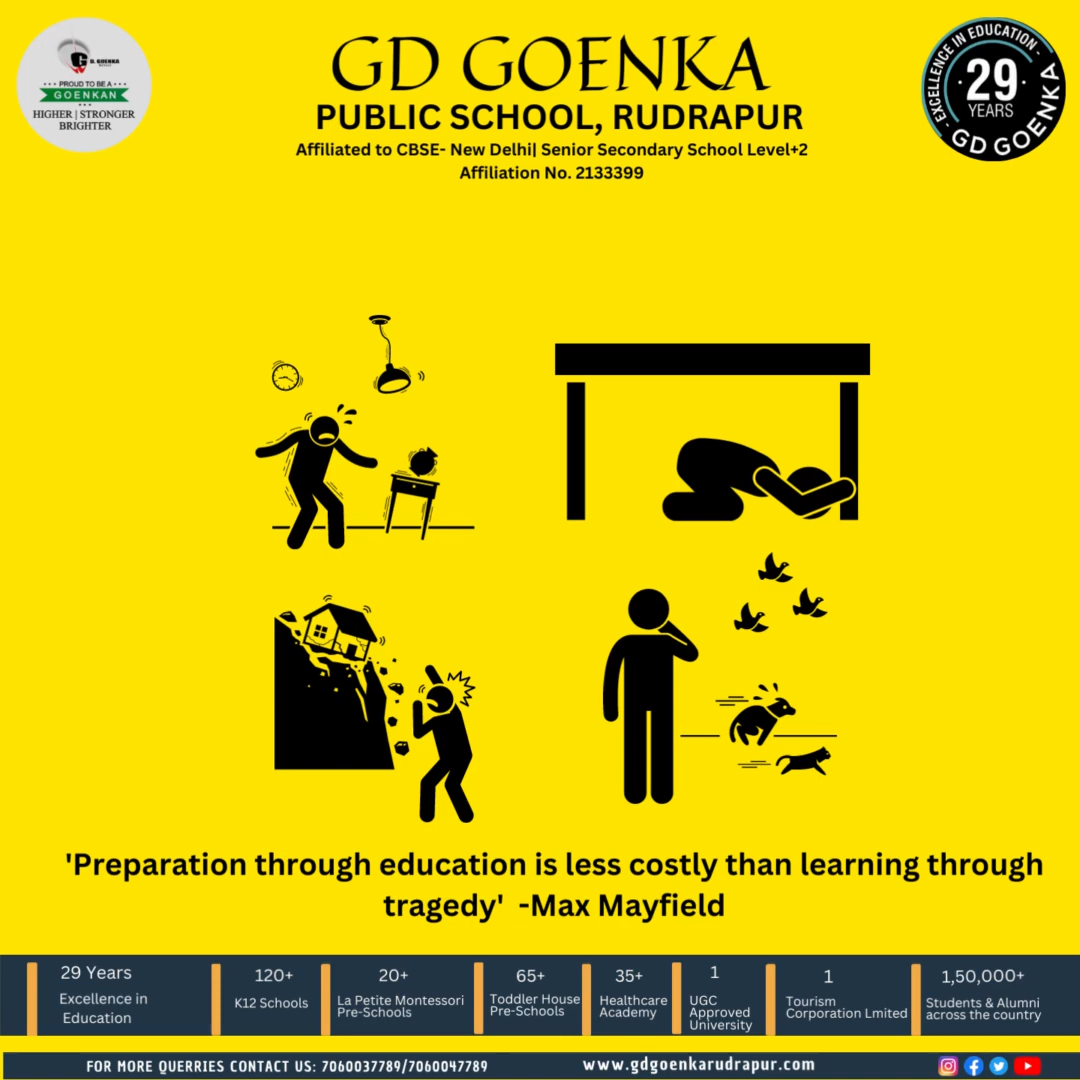 G. D. GOENKA
PROUD TO BE A
GOENKAN
HIGHER | STRONGER
BRIGHTER
GD GOENKA
PUBLIC SCHOOL, RUDRAPUR
Affiliated to CBSE- New Delhi| Senior Secondary School Level+2
Affiliation No. 2133399
EXCELLENCE IN EDUCATION
29
YEARS
GD GOENKA
'Preparation through education is less costly than learning through
tragedy' -Max Mayfield
29 Years
Excellence in
Education
120+
K12 Schools
20+
La Petite Montessori
Pre-Schools
65+
Toddler House
Pre-Schools
35+
Healthcare
Academy
1
UGC
Approved
University
1
Tourism
Corporation Lmited
1,50,000+
Students & Alumni
across the country
FOR MORE QUERRIES CONTACT US: 7060037789/7060047789
www.gdgoenkarudrapur.com